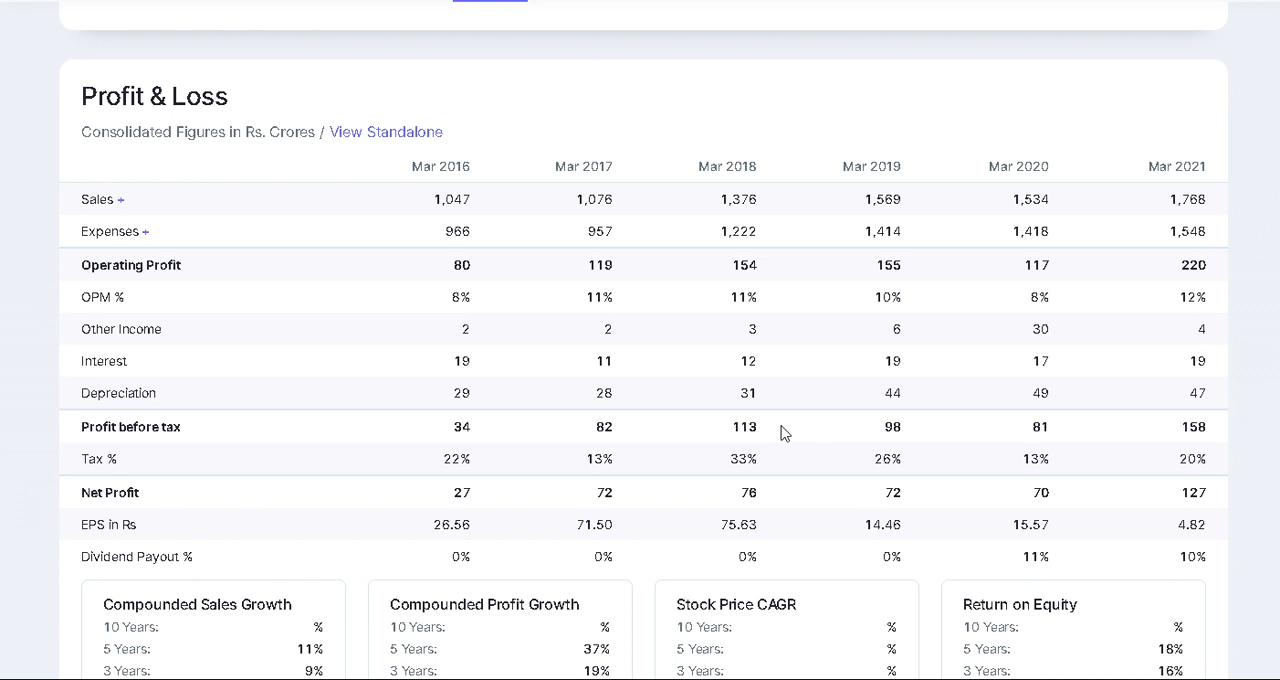 Profit & Loss
Consolidated Figures in Rs. Crores / View Standalone
Mar 2016 Mar 2017 Mar 2018 Mar 2019 Mar 2020 Mar 2021
Sales + 1,047 1,076 1,376 1,569 1,534 1,768
Expenses + 966 957 1,222 1,414 1,418 1,548
Operating Profit 80 119 154 155 117 220
OPM % 8% 11% 11% 10% 8% 12%
Other Income 2 2 3 6 30 4
Interest 19 11 12 19 17 19
Depreciation 29 28 31 44 49 47
Profit before tax 34 82 113 98 81 158
Tax % 22% 13% 33% 26% 13% 20%
Net Profit 27 72 76 72 70 127
EPS in Rs 26.56 71.50 75.63 14.46 15.57 4.82
Dividend Payout % 0% 0% 0% 0% 11% 10%
Compounded Sales Growth Compounded Profit Growth Stock Price CAGR Return on Equity
10 Years: % 10 Years: % 10 Years: % 10 Years: %
5 Years: 11% 5 Years: 37% 5 Years: % 5 Years: 18%
3 Years: 9% 3 Years: 19% 3 Years: % 3 Years: 16%